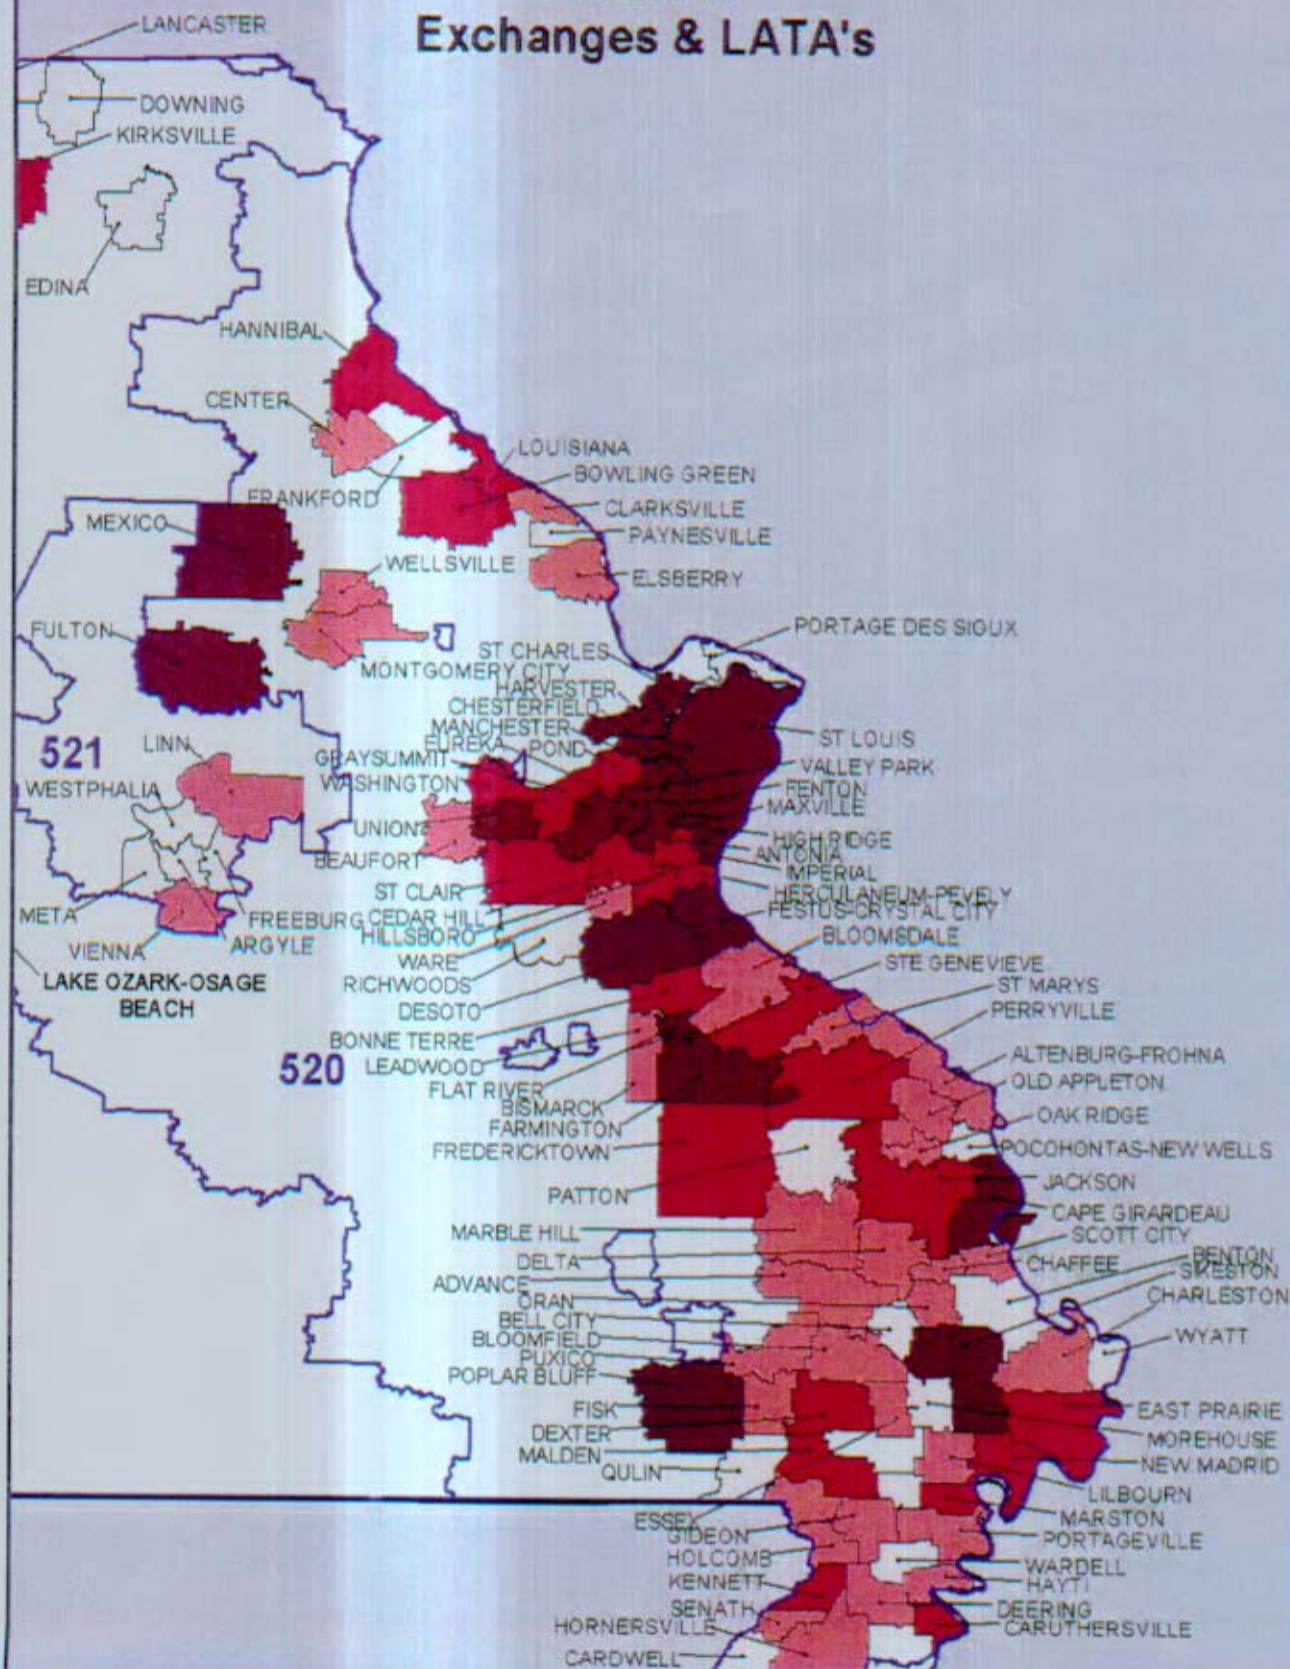 Exchanges & LATA's
LANCASTER
DOWNING
KIRKSVILLE
EDINA
HANNIBAL
CENTER
LOUISIANA
BOWLING GREEN
FRANKFORD
CLARKSVILLE
MEXICO
PAYNESVILLE
WELLSVILLE
ELSBERRY
FULTON
PORTAGE DES SIOUX
ST CHARLES
MONTGOMERY CITY
HARVESTER
CHESTERFIELD
MANCHESTER
EUREKA
POND
ST LOUIS
521
LINN
GRAYSUMMIT
VALLEY PARK
WASHINGTON
FENTON
WESTPHALIA
MAXVILLE
UNION
HIGH RIDGE
ANTONIA
BEAUFORT
IMPERIAL
ST CLAIR
HERCULANEUM-PEVELY
META
FREEBURG
CEDAR HILL
FESTUS-CRYSTAL CITY
HILLSBORO
BLOOMSDALE
VIENNA
ARGYLE
WARE
STE GENEVIEVE
LAKE OZARK-OSAGE
BEACH
RICHWOODS
ST MARYS
DESOTO
PERRYVILLE
BONNE TERRE
520
LEADWOOD
ALTENBURG-FROHNA
FLAT RIVER
OLD APPLETON
BISMARCK
OAK RIDGE
FARMINGTON
FREDERICKTOWN
POCOHONTAS-NEW WELLS
PATTON
JACKSON
CAPE GIRARDEAU
MARBLE HILL
SCOTT CITY
DELTA
CHAFFEE
BENTON
SIKESTON
ADVANCE
CHARLESTON
ORAN
BELL CITY
BLOOMFIELD
WYATT
PUXICO
POPLAR BLUFF
FISK
EAST PRAIRIE
DEXTER
MOREHOUSE
MALDEN
NEW MADRID
QULIN
LILBOURN
ESSEX
MARSTON
GIDEON
PORTAGEVILLE
HOLCOMB
WARDELL
KENNETT
HAYTI
SENATH
DEERING
HORNERSVILLE
CARUTHERSVILLE
CARDWELL